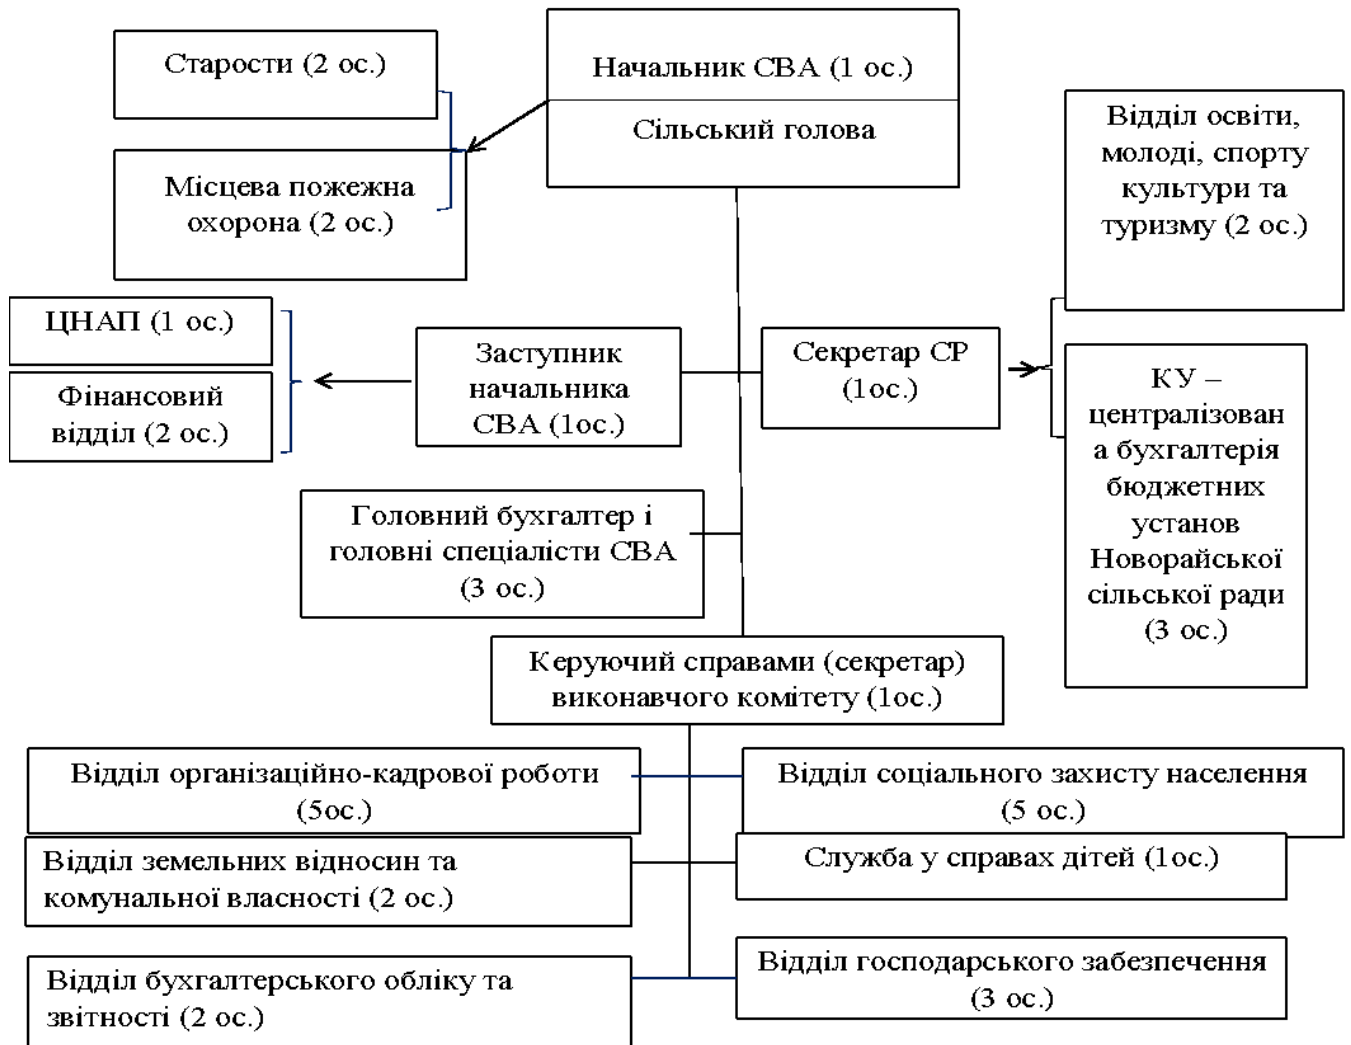 Старости (2 ос.)
Начальник СВА (1 ос.)
Сільський голова
Місцева пожежна
охорона (2 ос.)
Відділ освіти,
молоді, спорту
культури та
туризму (2 ос.)
ЦНАП (1 ос.)
Фінансовий
відділ (2 ос.)
Заступник
начальника
СВА (1ос.)
Секретар СР
(1ос.)
КУ –
централізован
а бухгалтерія
бюджетних
установ
Новорайської
сільської ради
(3 ос.)
Головний бухгалтер і
головні спеціалісти СВА
(3 ос.)
Керуючий справами (секретар)
виконавчого комітету (1ос.)
Відділ організаційно-кадрової роботи
(5ос.)
Відділ соціального захисту населення
(5 ос.)
Відділ земельних відносин та
комунальної власності (2 ос.)
Служба у справах дітей (1ос.)
Відділ бухгалтерського обліку та
звітності (2 ос.)
Відділ господарського забезпечення
(3 ос.)